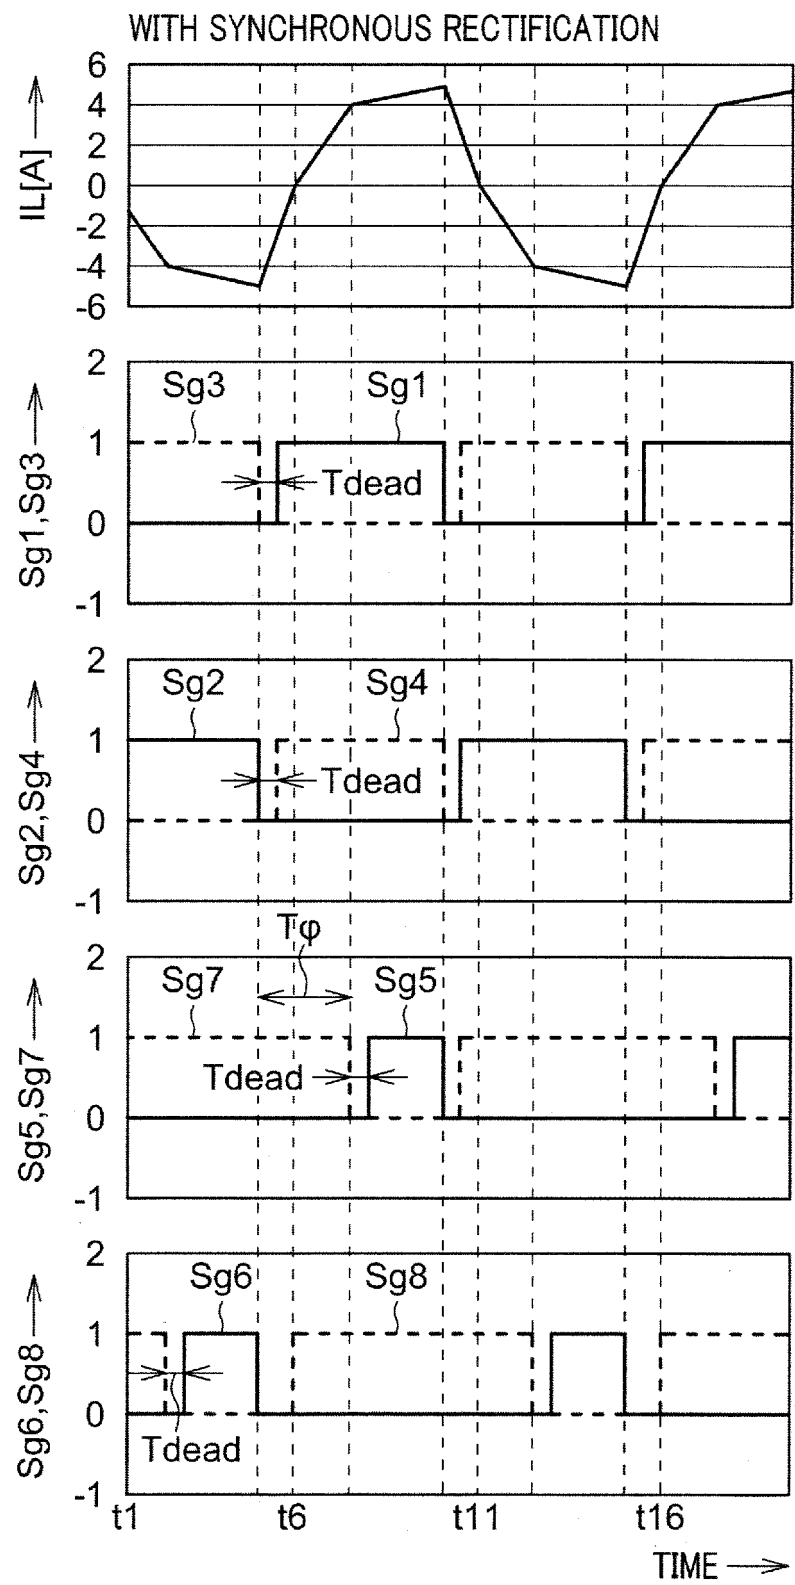 WITH SYNCHRONOUS RECTIFICATION
IL[A]
6
4
2
0
-2
-4
-6
Sg1,Sg3
2
1
0
-1
Sg3
Sg1
Tdead
Sg2,Sg4
2
1
0
-1
Sg2
Sg4
Tdead
Sg5,Sg7
2
1
0
-1
Tφ
Sg7
Sg5
Tdead
Sg6,Sg8
2
1
0
-1
Sg6
Sg8
Tdead
t1 t6 t11 t16
TIME